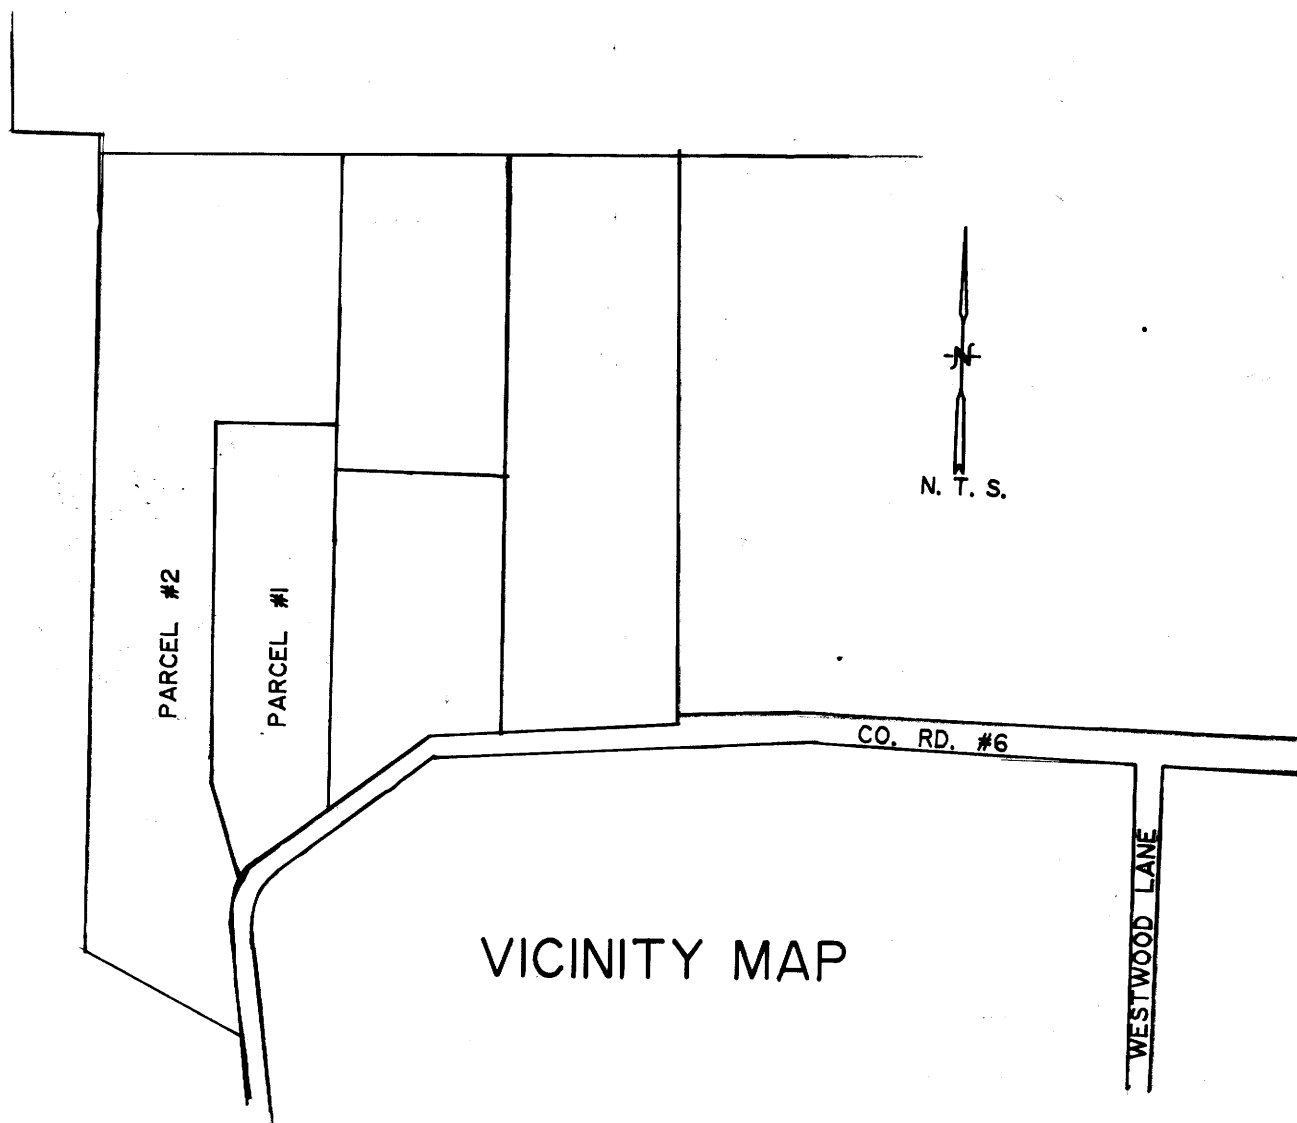 N
N. T. S.
PARCEL #2
PARCEL #1
CO. RD. #6
WESTWOOD LANE
VICINITY MAP